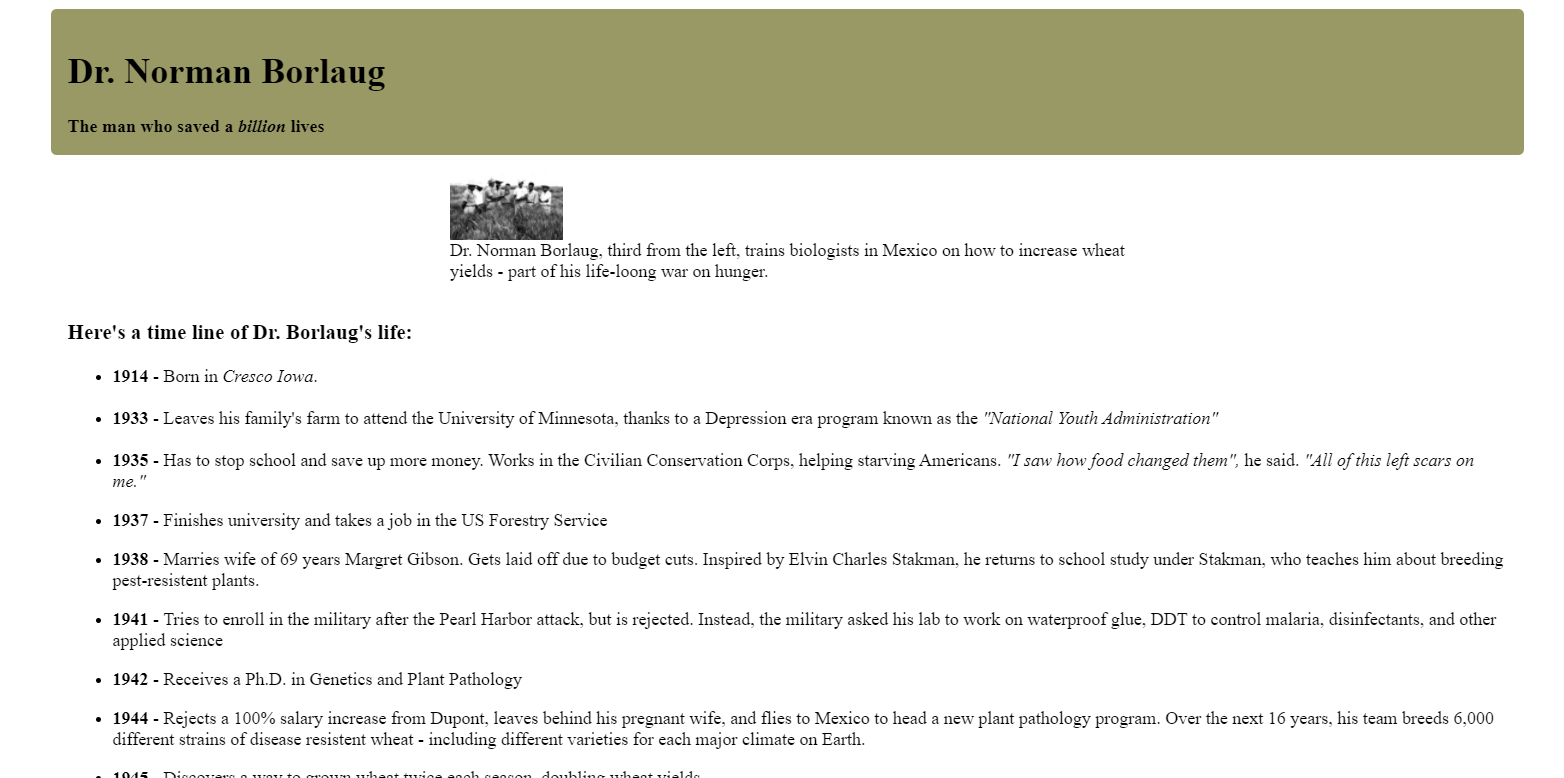 Dr. Norman Borlaug
The man who saved a billion lives
Dr. Norman Borlaug, third from the left, trains biologists in Mexico on how to increase wheat
yields - part of his life-loong war on hunger.
Here's a time line of Dr. Borlaug's life:
• 1914 - Born in Cresco Iowa.
• 1933 - Leaves his family's farm to attend the University of Minnesota, thanks to a Depression era program known as the "National Youth Administration"
• 1935 - Has to stop school and save up more money. Works in the Civilian Conservation Corps, helping starving Americans. "I saw how food changed them", he said. "All of this left scars on
me."
• 1937 - Finishes university and takes a job in the US Forestry Service
• 1938 - Marries wife of 69 years Margret Gibson. Gets laid off due to budget cuts. Inspired by Elvin Charles Stakman, he returns to school study under Stakman, who teaches him about breeding
pest-resistent plants.
• 1941 - Tries to enroll in the military after the Pearl Harbor attack, but is rejected. Instead, the military asked his lab to work on waterproof glue, DDT to control malaria, disinfectants, and other
applied science
• 1942 - Receives a Ph.D. in Genetics and Plant Pathology
• 1944 - Rejects a 100% salary increase from Dupont, leaves behind his pregnant wife, and flies to Mexico to head a new plant pathology program. Over the next 16 years, his team breeds 6,000
different strains of disease resistent wheat - including different varieties for each major climate on Earth.
• 1945 - Discovers a way to grown wheat twice each season, doubling wheat yields